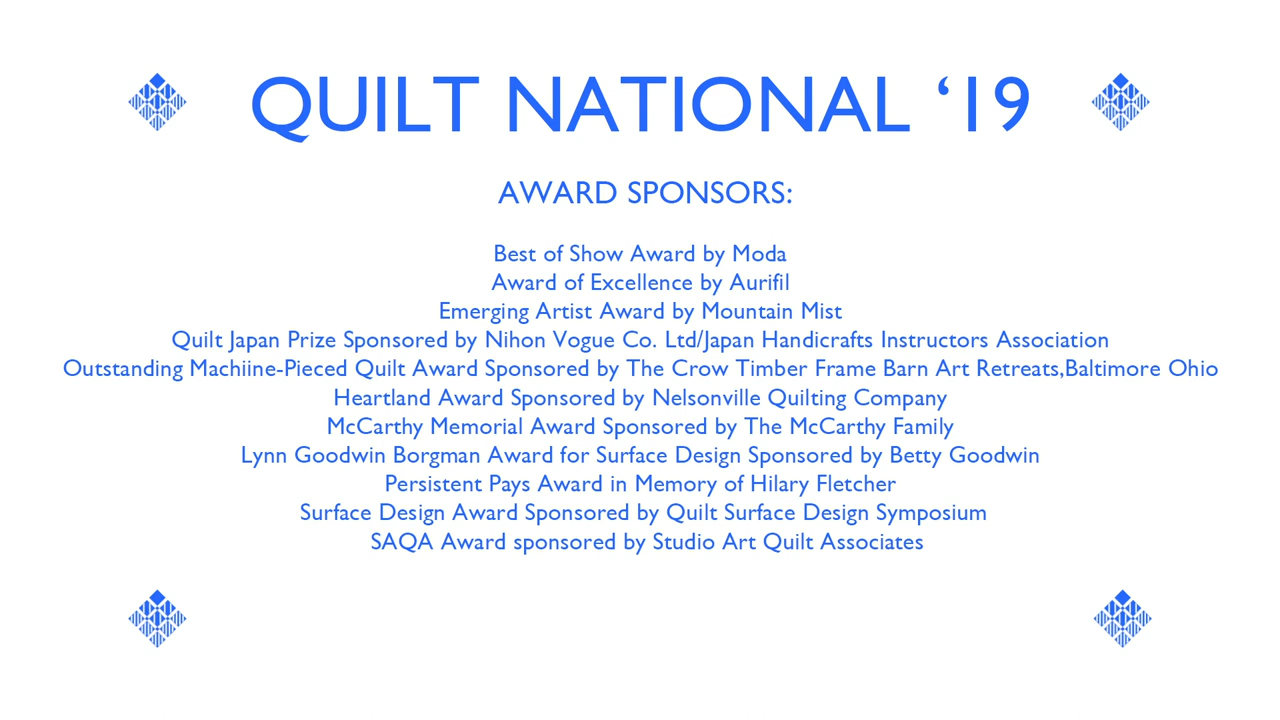 QUILT NATIONAL ‘19
AWARD SPONSORS:
Best of Show Award by Moda
Award of Excellence by Aurifil
Emerging Artist Award by Mountain Mist
Quilt Japan Prize Sponsored by Nihon Vogue Co. Ltd/Japan Handicrafts Instructors Association
Outstanding Machiine-Pieced Quilt Award Sponsored by The Crow Timber Frame Barn Art Retreats,Baltimore Ohio
Heartland Award Sponsored by Nelsonville Quilting Company
McCarthy Memorial Award Sponsored by The McCarthy Family
Lynn Goodwin Borgman Award for Surface Design Sponsored by Betty Goodwin
Persistent Pays Award in Memory of Hilary Fletcher
Surface Design Award Sponsored by Quilt Surface Design Symposium
SAQA Award sponsored by Studio Art Quilt Associates